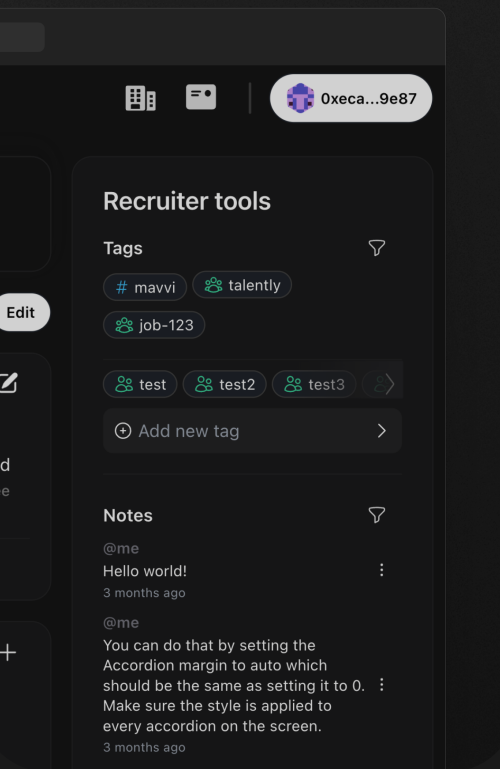 0xeca...9e87
Recruiter tools
Tags
# mavvi
talently
job-123
Edit
test
test2
test3
Add new tag
d
e
Notes
@me
Hello world!
3 months ago
@me
You can do that by setting the
Accordion margin to auto which
should be the same as setting it to 0.
Make sure the style is applied to
every accordion on the screen.
3 months ago